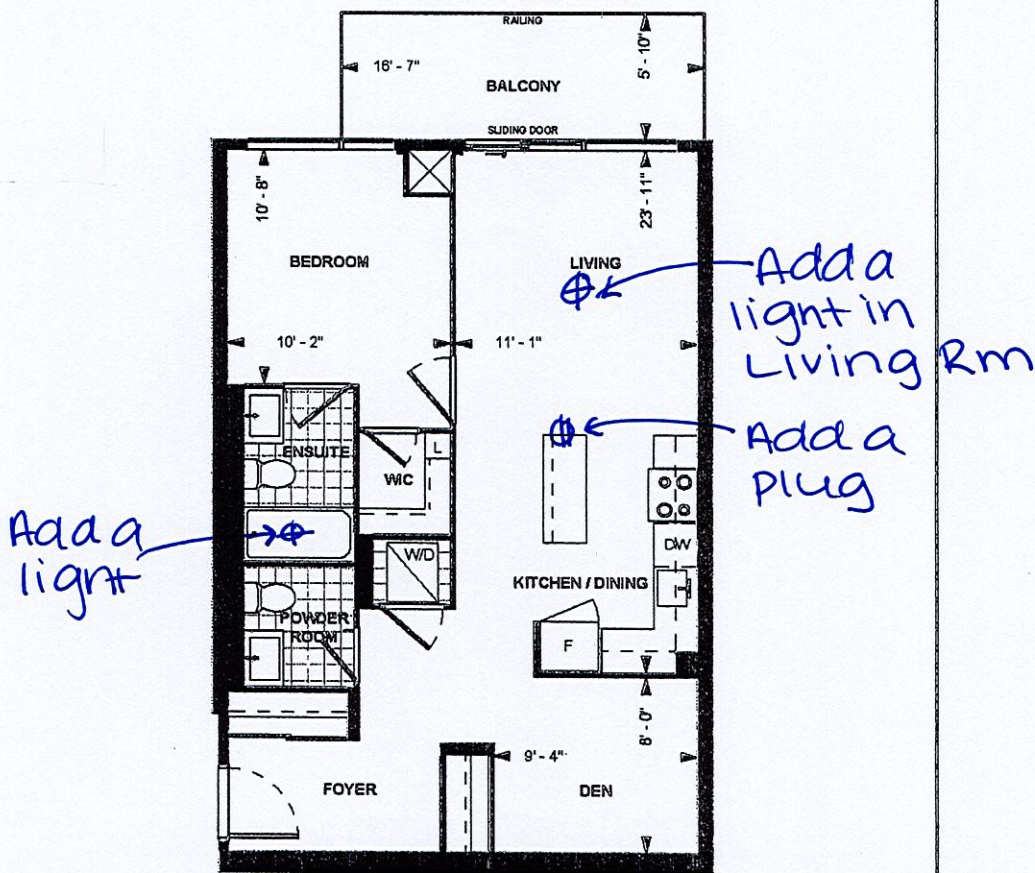 RAILING
16' - 7"
5' - 10"
BALCONY
SLIDING DOOR
10' - 8"
23' - 11"
BEDROOM
LIVING
Add a
light in
Living Rm
10' - 2"
11' - 1"
Add a
plug
ENSUITE
WIC
L
Add a
light
W/D
DW
KITCHEN / DINING
POWDER
ROOM
F
8' - 0"
9' - 4"
FOYER
DEN